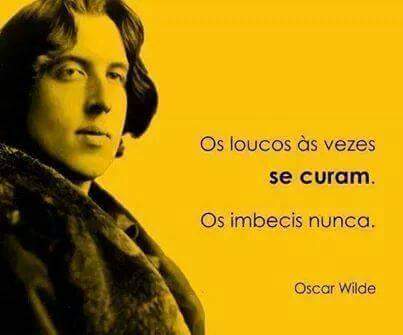 Os loucos às vezes
se curam.
Os imbecis nunca.
Oscar Wilde